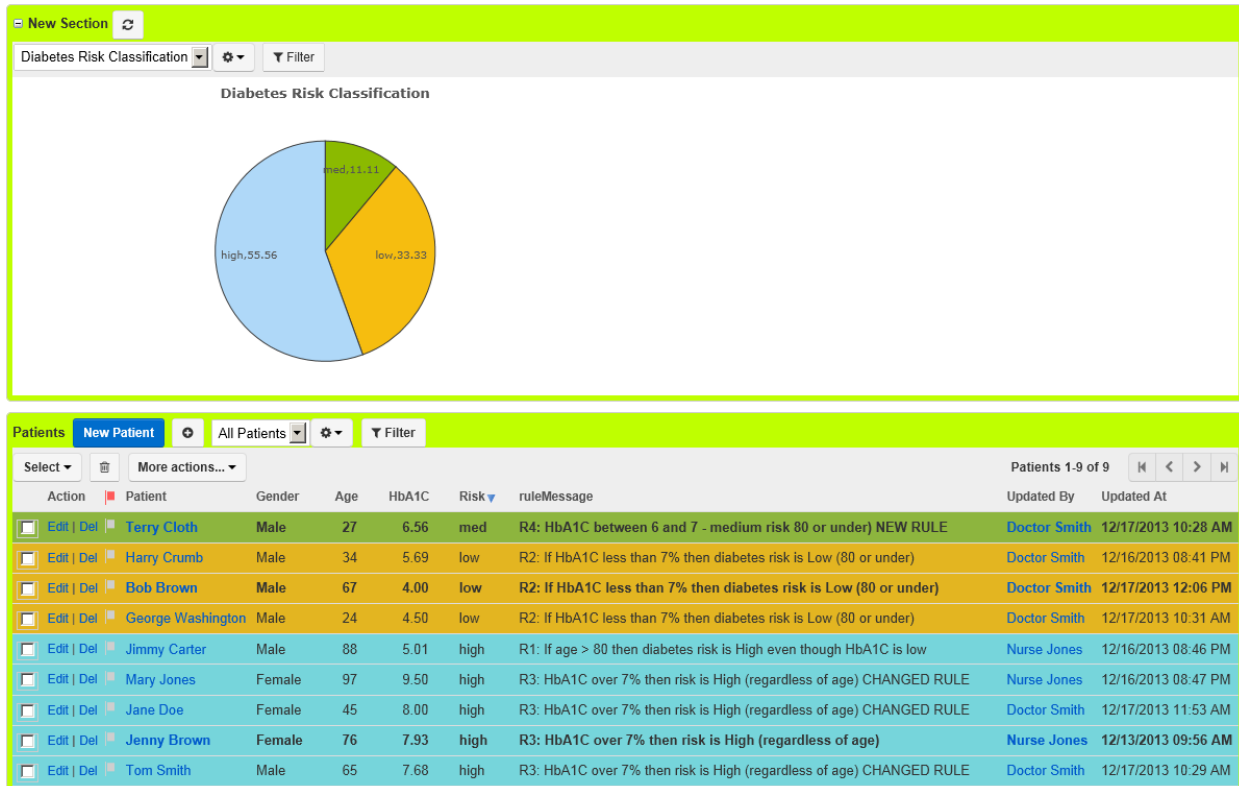 New Section
Diabetes Risk Classification Filter
Diabetes Risk Classification
med,11.11
high,55.56 low,33.33
Patients New Patient All Patients Filter
Select More actions... Patients 1-9 of 9
Action Patient Gender Age HbA1C Risk ruleMessage Updated By Updated At
Edit | Del Terry Cloth Male 27 6.56 med R4: HbA1C between 6 and 7 - medium risk 80 or under) NEW RULE Doctor Smith 12/17/2013 10:28 AM
Edit | Del Harry Crumb Male 34 5.69 low R2: If HbA1C less than 7% then diabetes risk is Low (80 or under) Doctor Smith 12/16/2013 08:41 PM
Edit | Del Bob Brown Male 67 4.00 low R2: If HbA1C less than 7% then diabetes risk is Low (80 or under) Doctor Smith 12/17/2013 12:06 PM
Edit | Del George Washington Male 24 4.50 low R2: If HbA1C less than 7% then diabetes risk is Low (80 or under) Doctor Smith 12/17/2013 10:31 AM
Edit | Del Jimmy Carter Male 88 5.01 high R1: If age > 80 then diabetes risk is High even though HbA1C is low Nurse Jones 12/16/2013 08:46 PM
Edit | Del Mary Jones Female 97 9.50 high R3: HbA1C over 7% then risk is High (regardless of age) CHANGED RULE Nurse Jones 12/16/2013 08:47 PM
Edit | Del Jane Doe Female 45 8.00 high R3: HbA1C over 7% then risk is High (regardless of age) CHANGED RULE Doctor Smith 12/17/2013 11:53 AM
Edit | Del Jenny Brown Female 76 7.93 high R3: HbA1C over 7% then risk is High (regardless of age) Nurse Jones 12/13/2013 09:56 AM
Edit | Del Tom Smith Male 65 7.68 high R3: HbA1C over 7% then risk is High (regardless of age) CHANGED RULE Doctor Smith 12/17/2013 10:29 AM